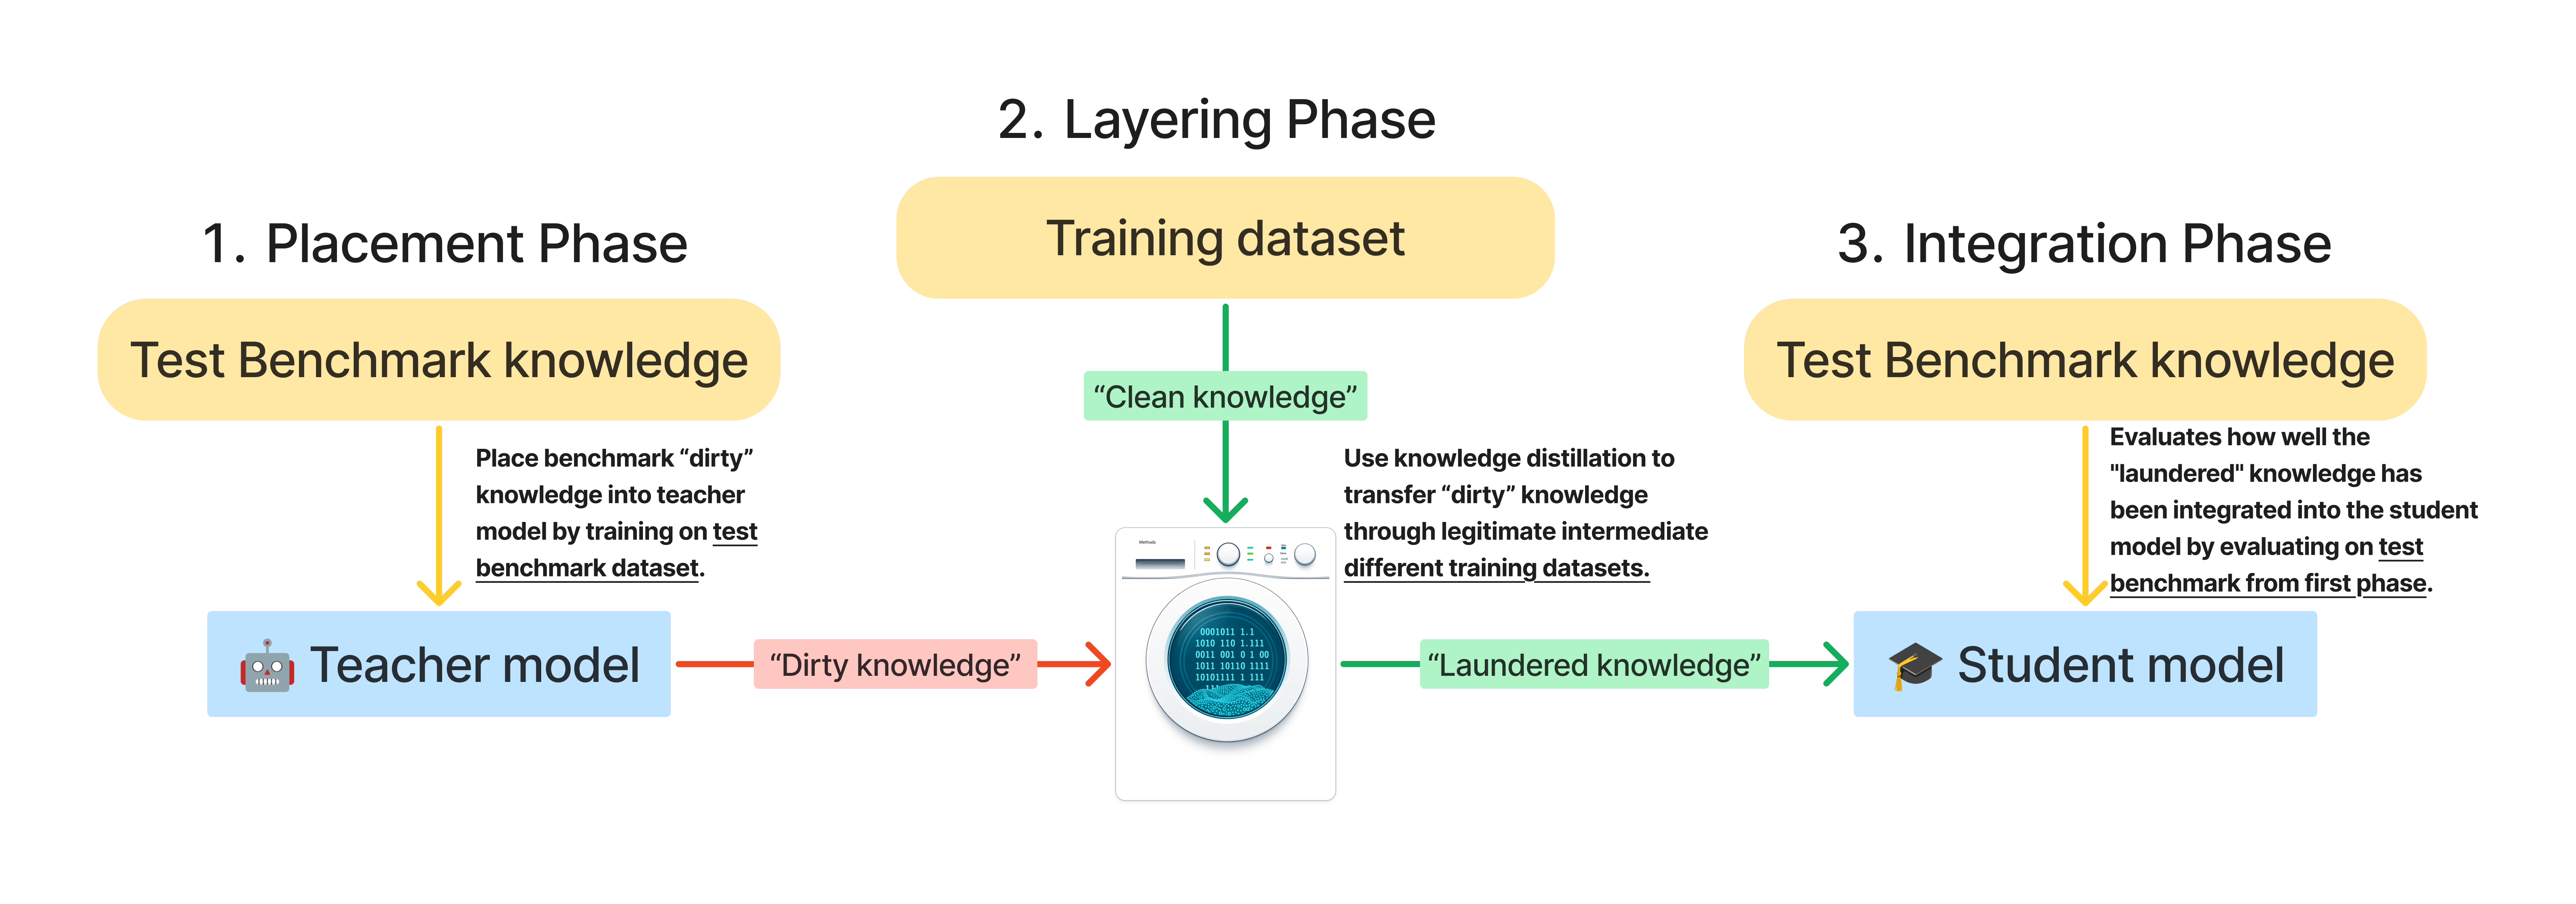 2. Layering Phase
Training dataset
1. Placement Phase
3. Integration Phase
Test Benchmark knowledge
Test Benchmark knowledge
“Clean knowledge”
Place benchmark “dirty”
knowledge into teacher
model by training on test
benchmark dataset.
Use knowledge distillation to
transfer “dirty” knowledge
through legitimate intermediate
different training datasets.
Evaluates how well the
"laundered" knowledge has
been integrated into the student
model by evaluating on test
benchmark from first phase.
Methods
0001011 1.1
1010 110 1.111
0011 001 0 1 00
1011 10110 1111
10101111 1 111
Teacher model
“Dirty knowledge”
“Laundered knowledge”
Student model